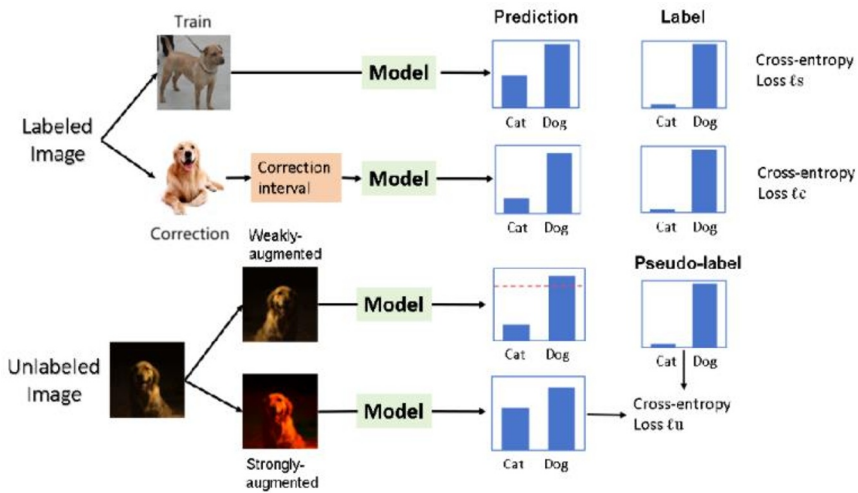 Train
Prediction
Label
Model
Cross-entropy
Loss ℓs
Cat Dog
Cat Dog
Labeled
Image
Correction
interval
Model
Cross-entropy
Loss ℓc
Correction
Cat Dog
Cat Dog
Weakly-
augmented
Pseudo-label
Model
Cat Dog
Cat Dog
Unlabeled
Image
Model
Cross-entropy
Loss ℓu
Strongly-
augmented
Cat Dog